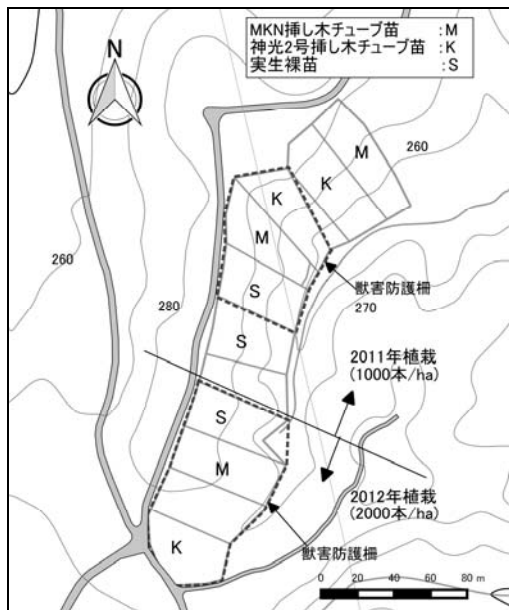 MKN挿し木チューブ苗 :M
神光2号挿し木チューブ苗 :K
実生裸苗 :S
N
M
260
K
K
M
260
獣害防護柵
S
280
270
S
2011年植栽
(1000本/ha)
S
M
2012年植栽
(2000本/ha)
K
獣害防護柵
0 20 40 60 80 m